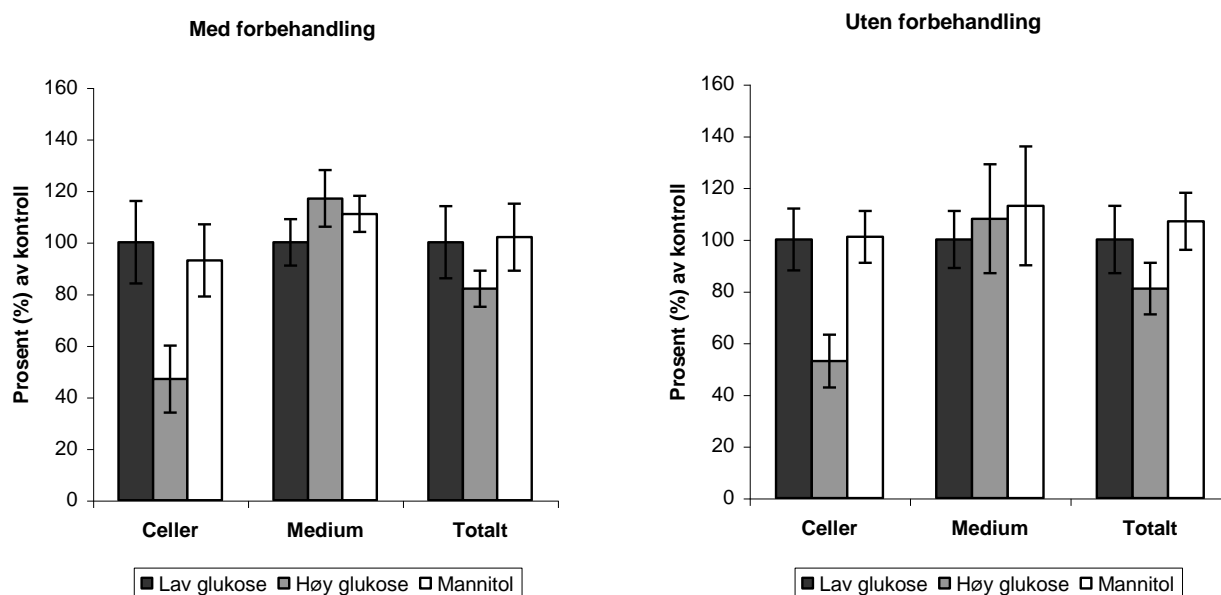 Med forbehandling
Prosent (%) av kontroll
160
140
120
100
80
60
40
20
0
Celler Medium Totalt
Lav glukose Høy glukose Mannitol
Uten forbehandling
Prosent (%) av kontroll
160
140
120
100
80
60
40
20
0
Celler Medium Totalt
Lav glukose Høy glukose Mannitol